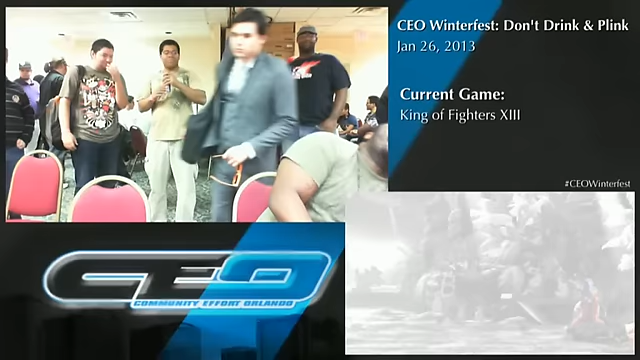 CEO Winterfest: Don't Drink & Plink
Jan 26, 2013
Current Game:
King of Fighters XIII
#CEOWinterfest
CEO
COMMUNITY EFFORT ORLANDO